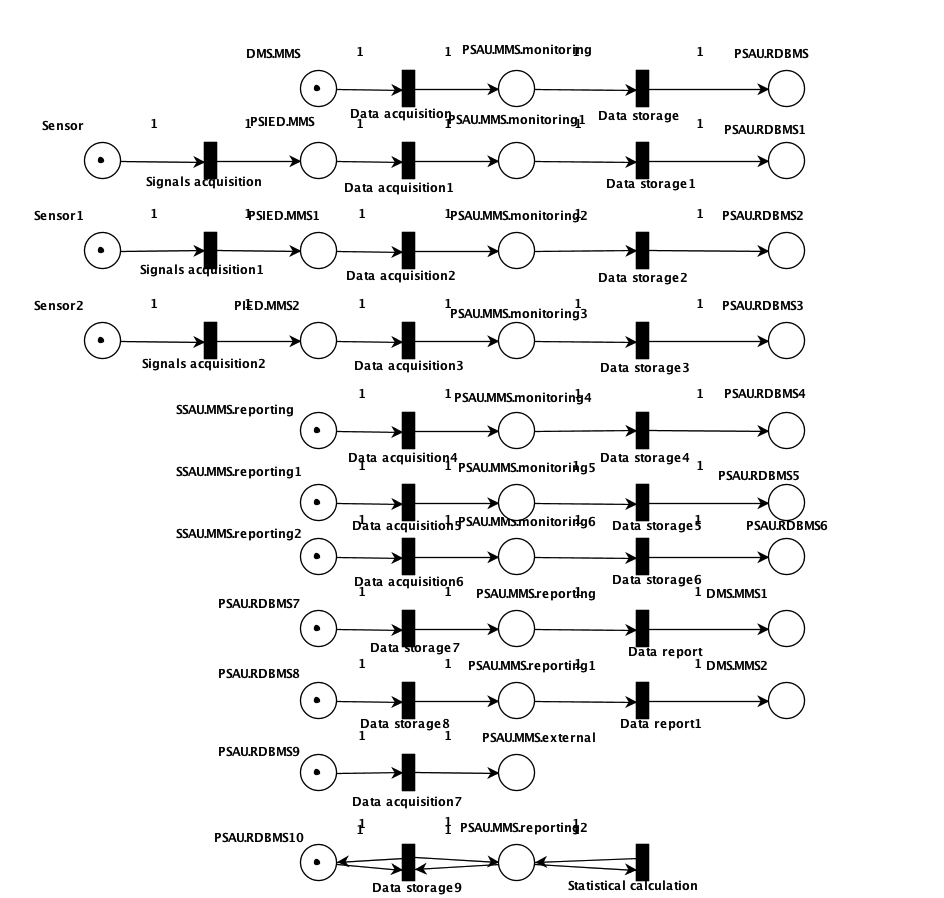 DMS.MMS 1 1 PSAU.MMS.monitoring 1 1 PSAU.RDBMS
Data acquisition Data storage
Sensor 1 1 PSIED.MMS 1 1 PSAU.MMS.monitoring1 1 1 PSAU.RDBMS1
Signals acquisition Data acquisition1 Data storage1
Sensor1 1 1 PSIED.MMS1 1 1 PSAU.MMS.monitoring2 1 1 PSAU.RDBMS2
Signals acquisition1 Data acquisition2 Data storage2
Sensor2 1 1 PIED.MMS2 1 1 PSAU.MMS.monitoring3 1 1 PSAU.RDBMS3
Signals acquisition2 Data acquisition3 Data storage3
SSAU.MMS.reporting 1 1 PSAU.MMS.monitoring4 1 1 PSAU.RDBMS4
Data acquisition4 Data storage4
SSAU.MMS.reporting1 1 1 PSAU.MMS.monitoring5 1 1 PSAU.RDBMS5
Data acquisition5 Data storage5
SSAU.MMS.reporting2 1 1 PSAU.MMS.monitoring6 1 1 PSAU.RDBMS6
Data acquisition6 Data storage6
PSAU.RDBMS7 1 1 PSAU.MMS.reporting 1 1 DMS.MMS1
Data storage7 Data report
PSAU.RDBMS8 1 1 PSAU.MMS.reporting1 1 1 DMS.MMS2
Data storage8 Data report1
PSAU.RDBMS9 1 1 PSAU.MMS.external
Data acquisition7
PSAU.RDBMS10 1 1 1 1 PSAU.MMS.reporting2 1 1
Data storage9 Statistical calculation